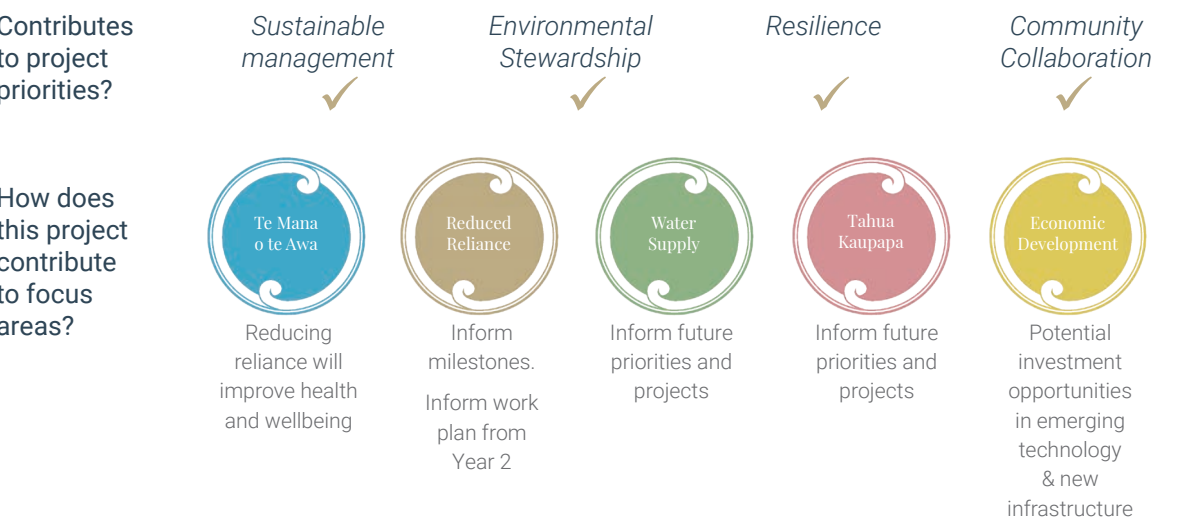 Contributes
to project
priorities?
Sustainable
management
Environmental
Stewardship
Resilience
Community
Collaboration
How does
this project
contribute
to focus
areas?
Te Mana
o te Awa
Reducing
reliance will
improve health
and wellbeing
Reduced
Reliance
Inform
milestones.
Inform work
plan from
Year 2
Water
Supply
Inform future
priorities and
projects
Tahua
Kaupapa
Inform future
priorities and
projects
Economic
Development
Potential
investment
opportunities
in emerging
technology
& new
infrastructure